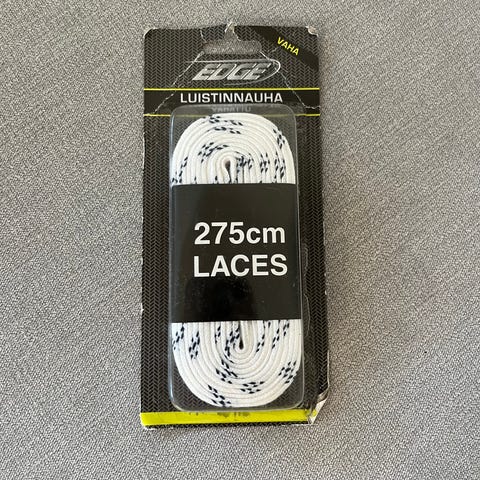 EDGE
VAHA
LUISTINNAUHA
275cm
LACES